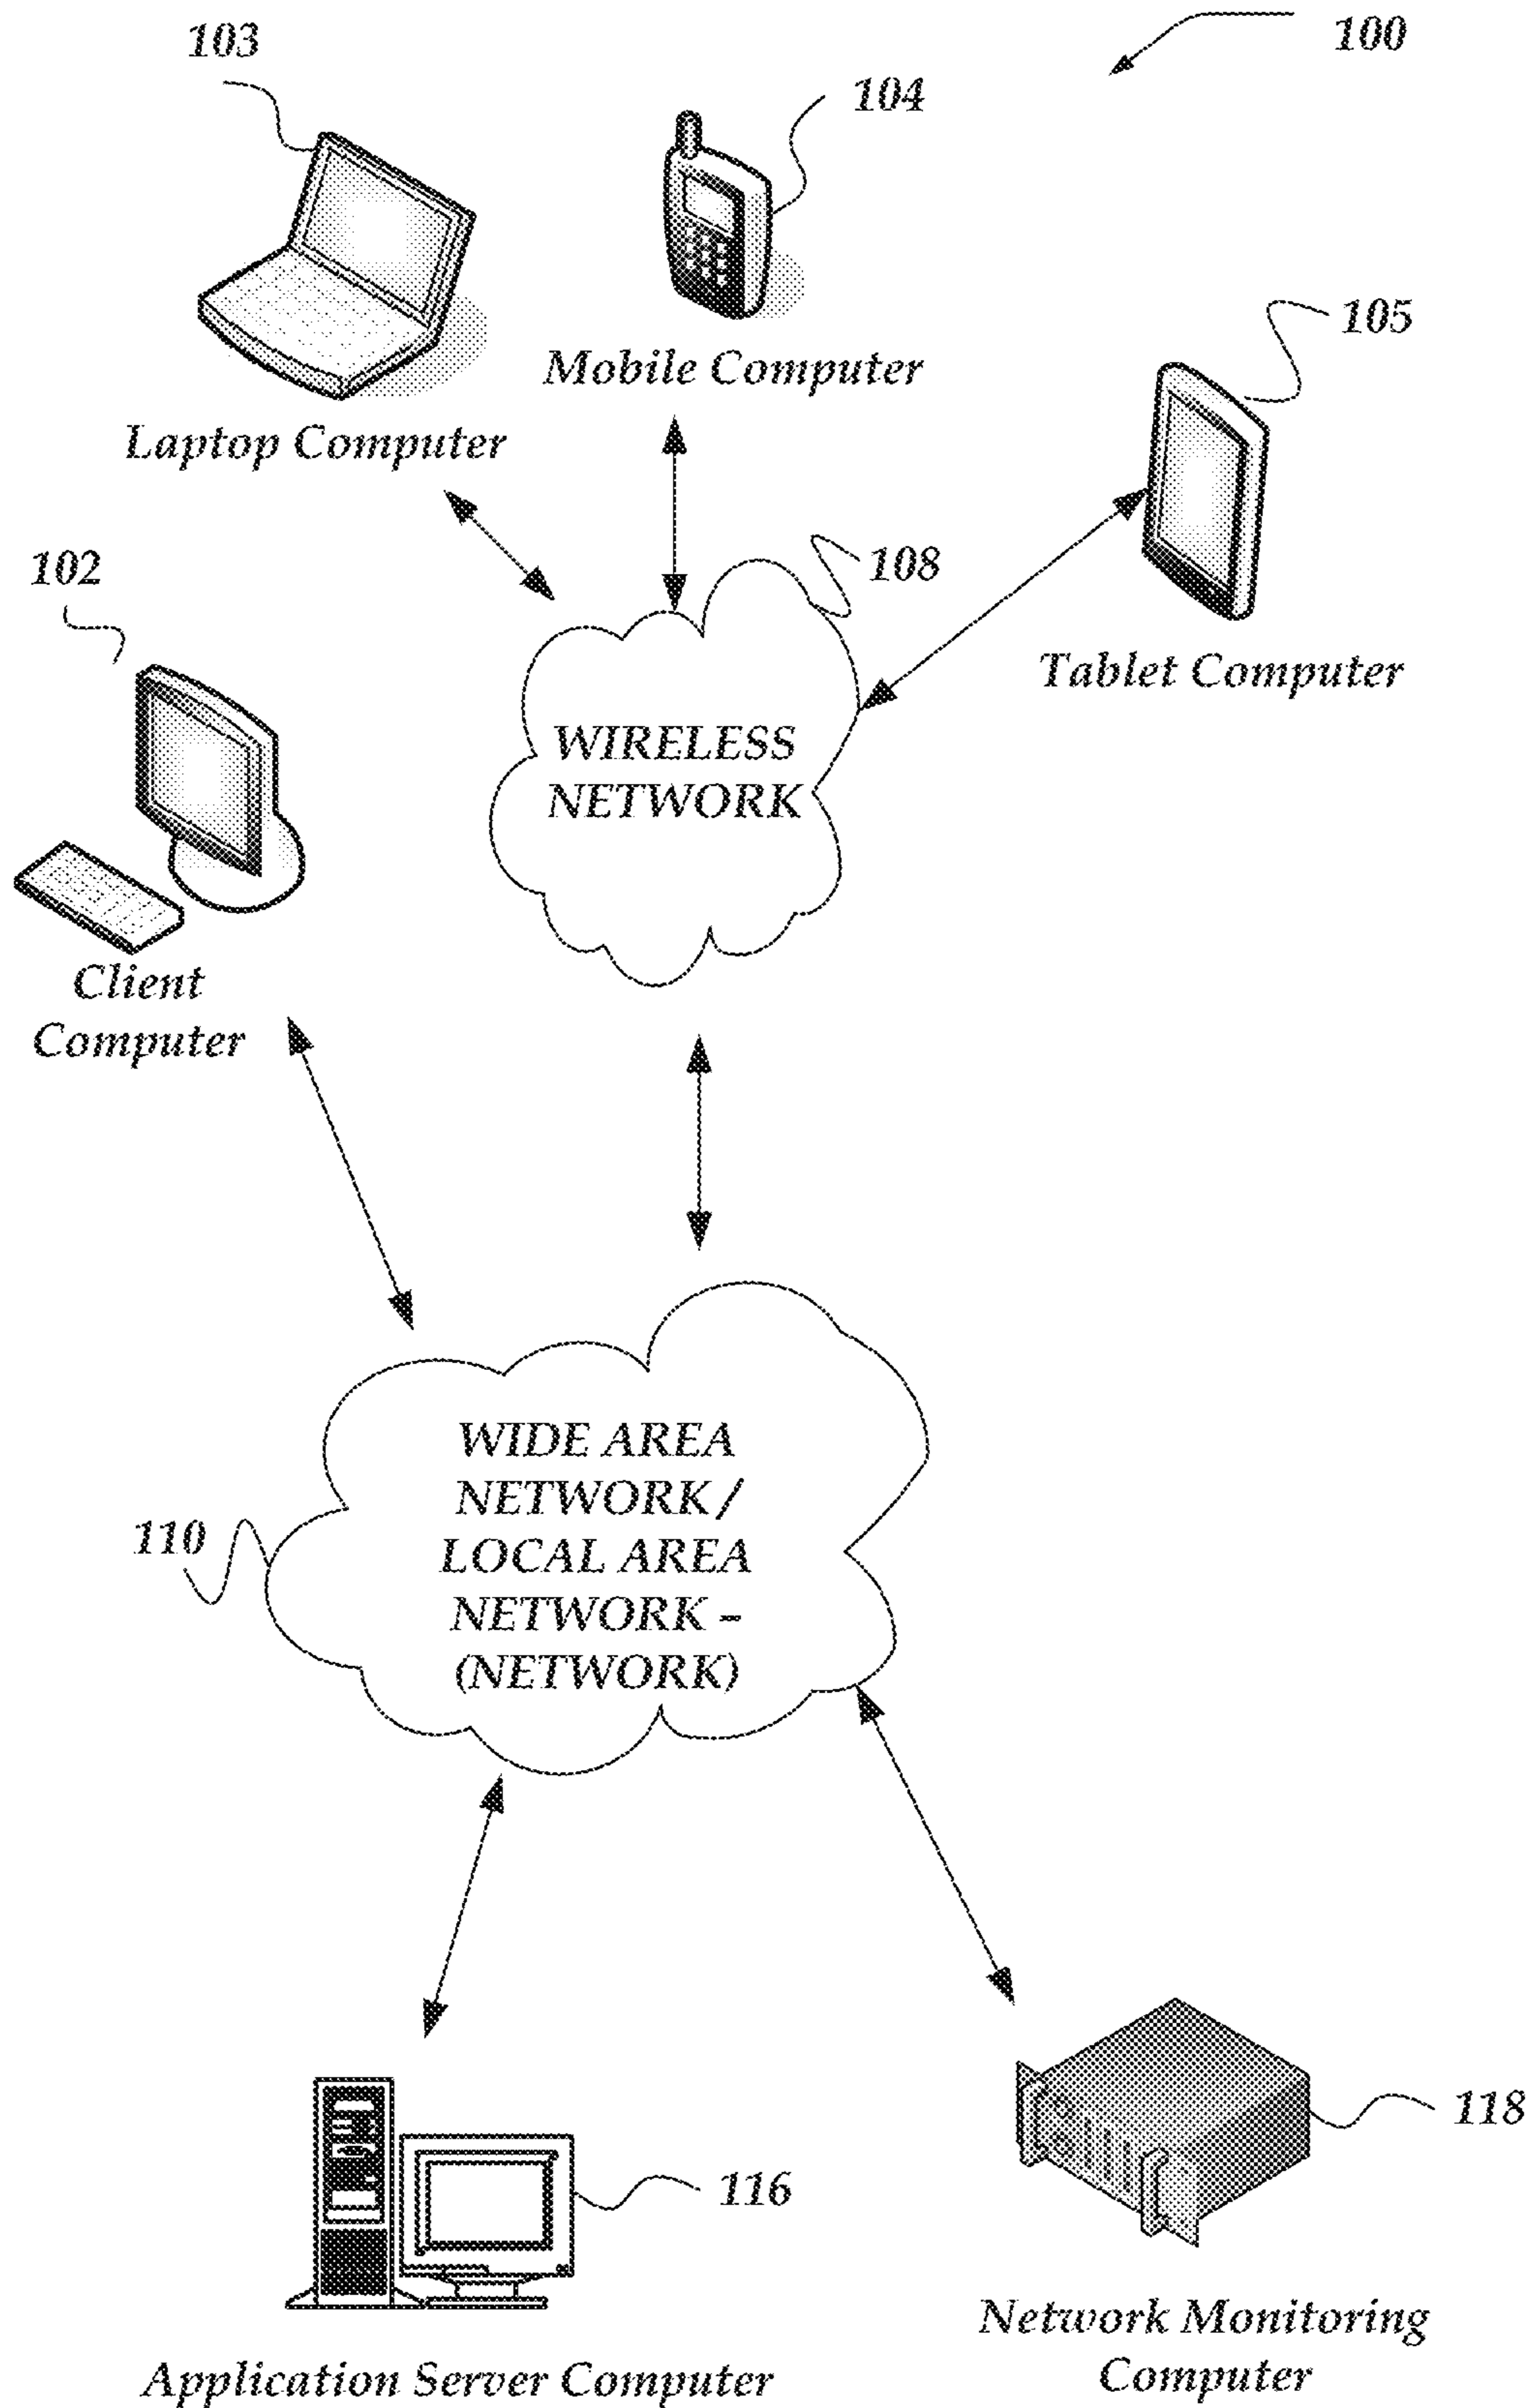 100
103
104
Mobile Computer
105
Laptop Computer
102
108
Tablet Computer
WIRELESS
NETWORK
Client
Computer
WIDE AREA
NETWORK /
LOCAL AREA
NETWORK –
(NETWORK)
110
116
118
Application Server Computer
Network Monitoring
Computer